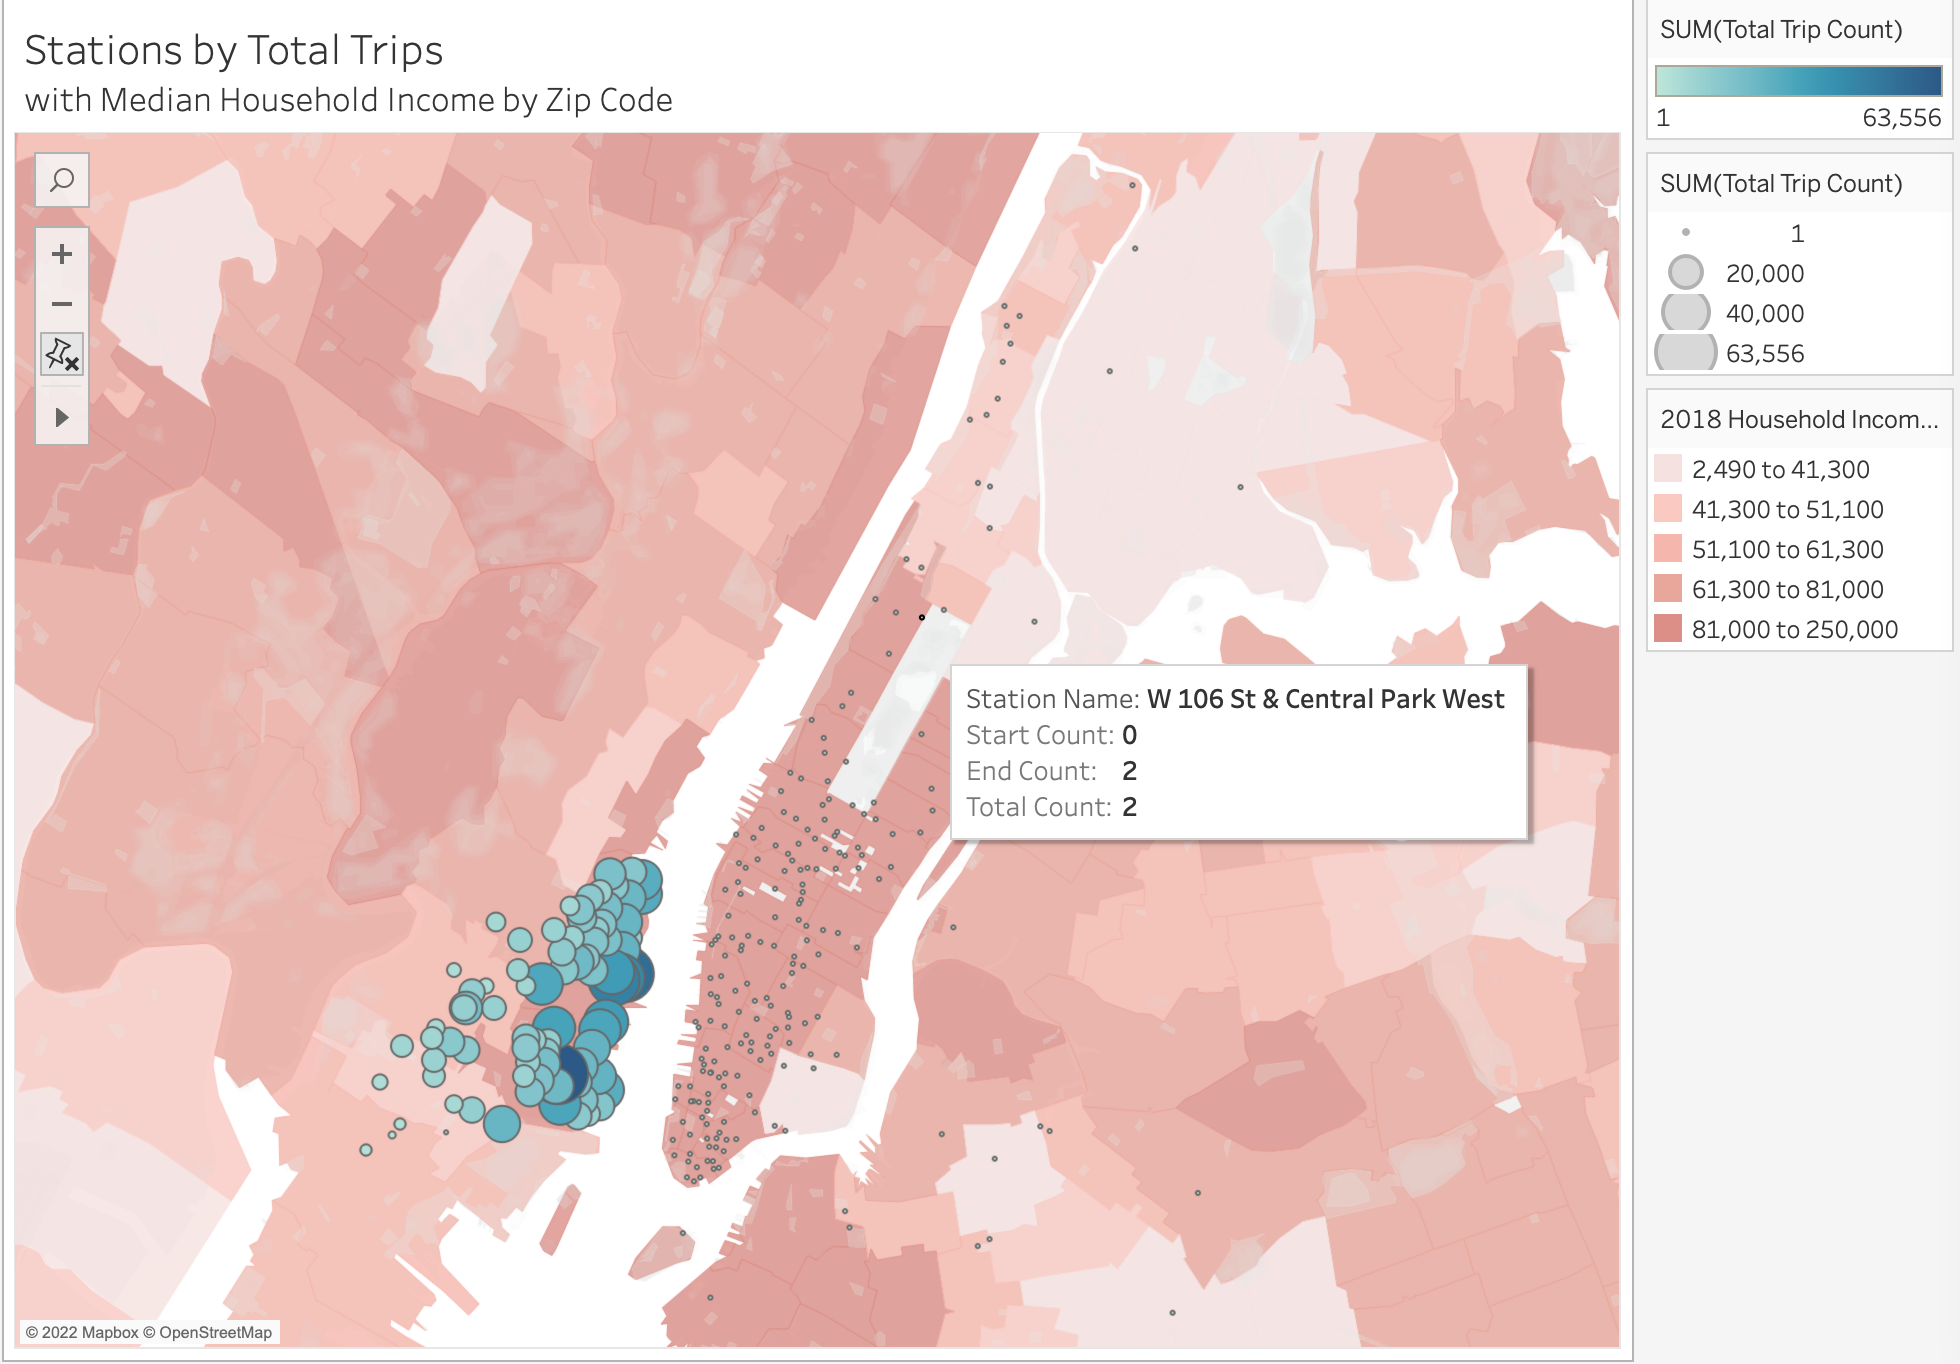 Stations by Total Trips
with Median Household Income by Zip Code
SUM(Total Trip Count)
1 63,556
SUM(Total Trip Count)
1
20,000
40,000
63,556
2018 Household Incom...
2,490 to 41,300
41,300 to 51,100
51,100 to 61,300
61,300 to 81,000
81,000 to 250,000
Station Name: W 106 St & Central Park West
Start Count: 0
End Count: 2
Total Count: 2
© 2022 Mapbox © OpenStreetMap